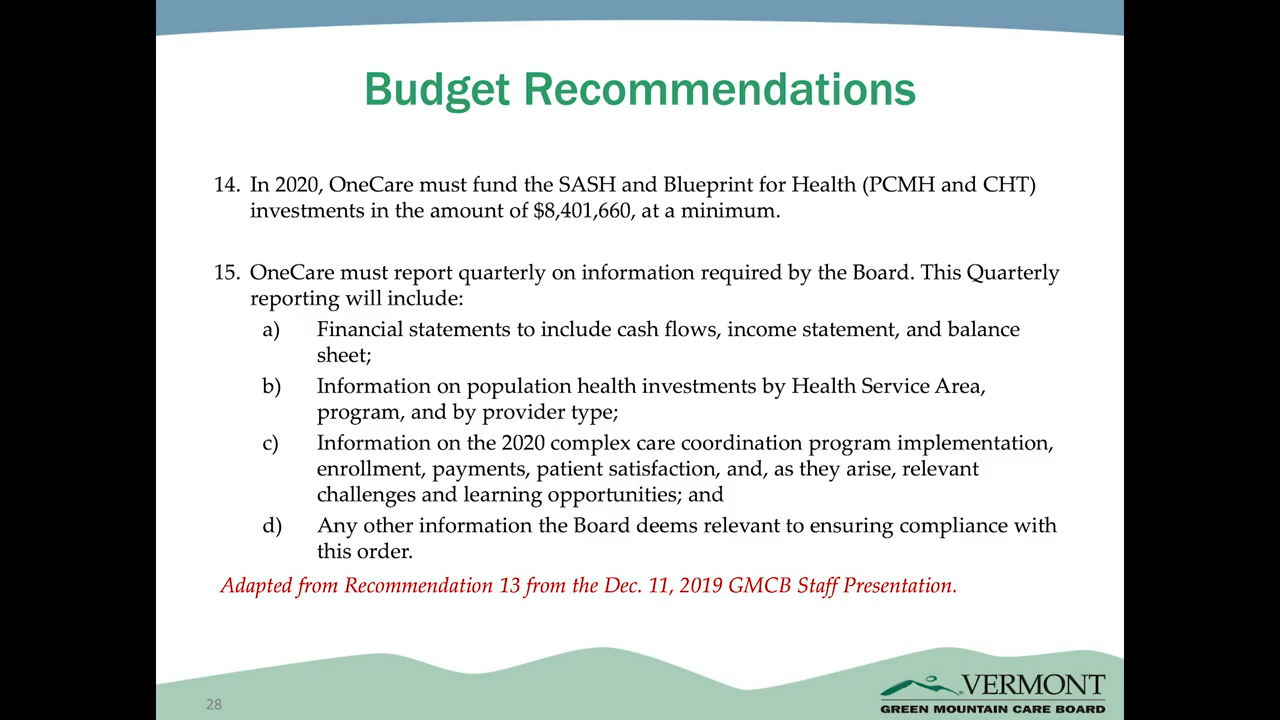 Budget Recommendations
14. In 2020, OneCare must fund the SASH and Blueprint for Health (PCMH and CHT)
investments in the amount of $8,401,660, at a minimum.
15. OneCare must report quarterly on information required by the Board. This Quarterly
reporting will include:
a) Financial statements to include cash flows, income statement, and balance
sheet;
b) Information on population health investments by Health Service Area,
program, and by provider type;
c) Information on the 2020 complex care coordination program implementation,
enrollment, payments, patient satisfaction, and, as they arise, relevant
challenges and learning opportunities; and
d) Any other information the Board deems relevant to ensuring compliance with
this order.
Adapted from Recommendation 13 from the Dec. 11, 2019 GMCB Staff Presentation.
28
VERMONT
GREEN MOUNTAIN CARE BOARD